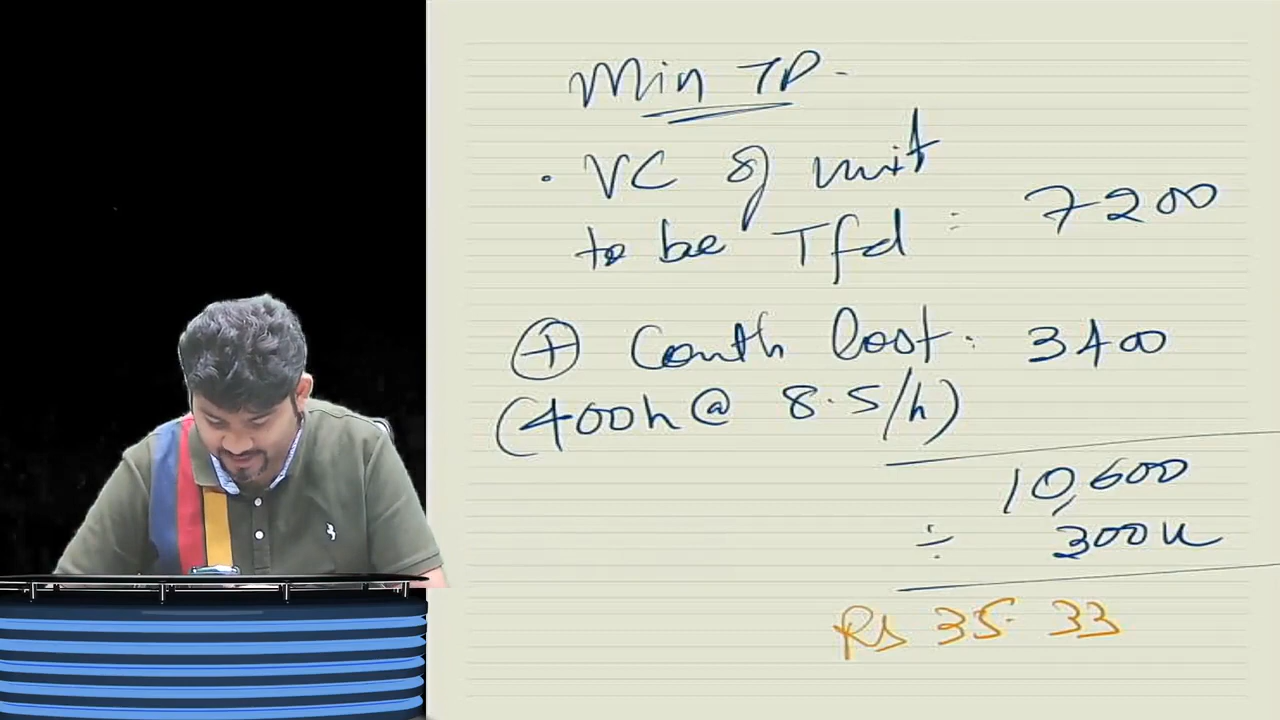 Min TP.
• VC of unit
to be Tfd : 7200
⊕ Contn lost. 3400
(400h @ 8.5/h)
10,600
÷ 300u
Rs 35.33